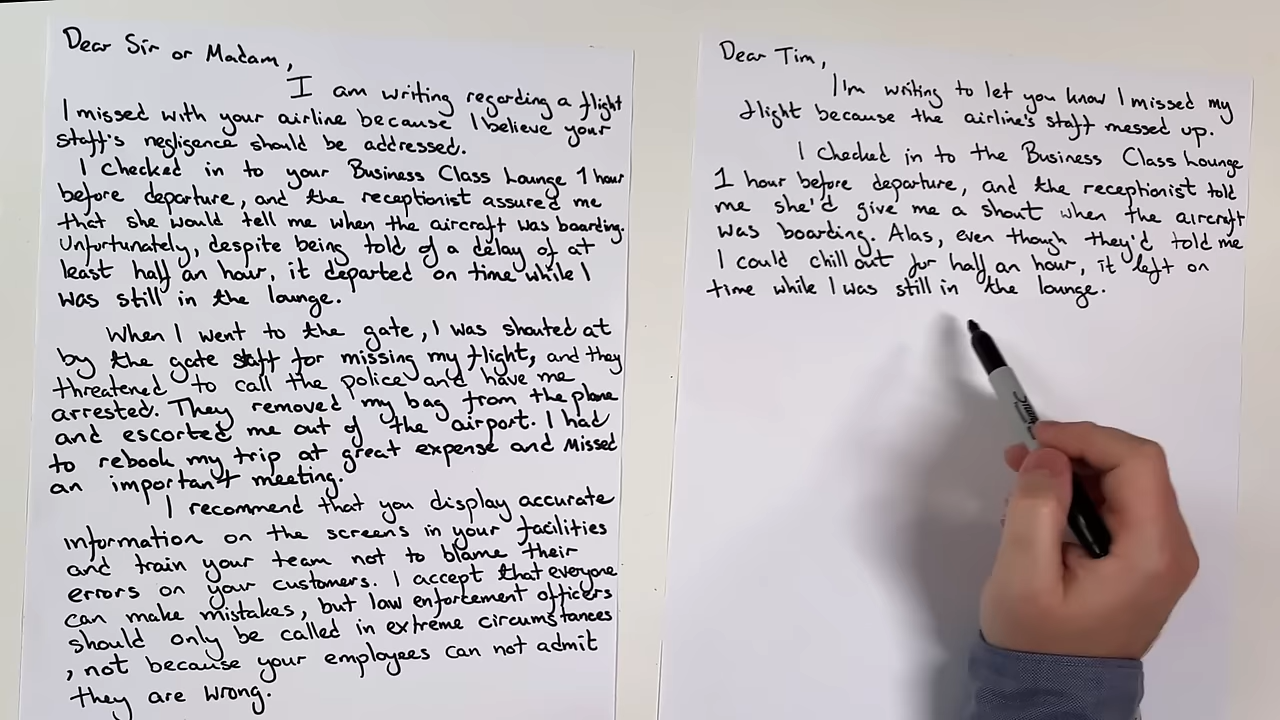 Dear Sir or Madam,
I am writing regarding a flight
I missed with your airline because I believe your
staff's negligence should be addressed.
I checked in to your Business Class Lounge 1 hour
before departure, and the receptionist assured me
that she would tell me when the aircraft was boarding.
Unfortunately, despite being told of a delay of at
least half an hour, it departed on time while I
was still in the lounge.
When I went to the gate, I was shouted at
by the gate staff for missing my flight, and they
threatened to call the police and have me
arrested. They removed my bag from the plane
and escorted me out of the airport. I had
to rebook my trip at great expense and missed
an important meeting.
I recommend that you display accurate
information on the screens in your facilities
and train your team not to blame their
errors on your customers. I accept that everyone
can make mistakes, but law enforcement officers
should only be called in extreme circumstances
, not because your employees can not admit
they are wrong.
Dear Tim,
I'm writing to let you know I missed my
flight because the airline's staff messed up.
I checked in to the Business Class Lounge
1 hour before departure, and the receptionist told
me she'd give me a shout when the aircraft
was boarding. Alas, even though they'd told me
I could chill out for half an hour, it left on
time while I was still in the lounge.